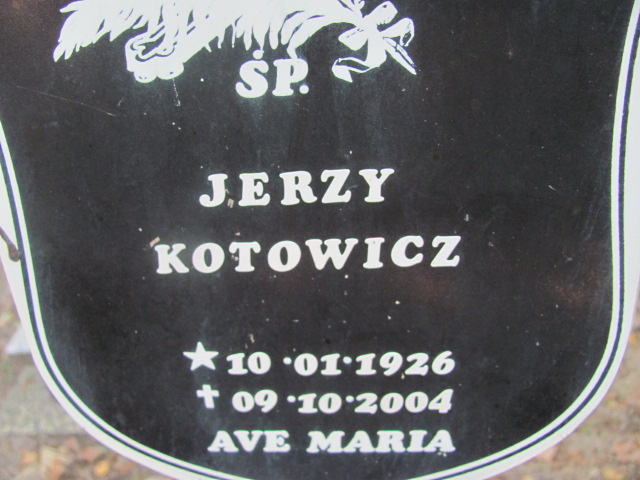 ŚP.
JERZY
KOTOWICZ
10·01·1926
09·10·2004
AVE MARIA